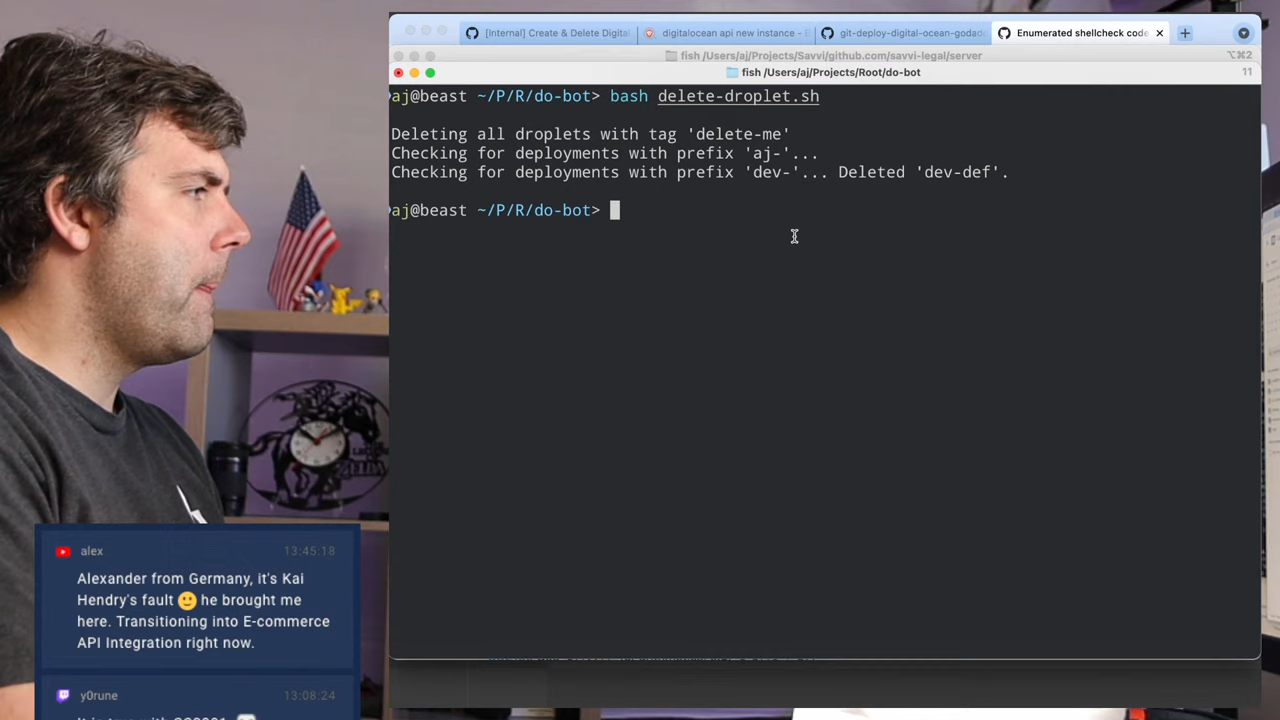 [Internal] Create & Delete Digital
digitalocean api new instance -
git-deploy-digital-ocean-godad
Enumerated shellcheck code
fish /Users/aj/Projects/Savvi/github.com/savvi-legal/server
⌥⌘2
fish /Users/aj/Projects/Root/do-bot
11
aj@beast ~/P/R/do-bot> bash delete-droplet.sh
Deleting all droplets with tag 'delete-me'
Checking for deployments with prefix 'aj-'...
Checking for deployments with prefix 'dev-'... Deleted 'dev-def'.
aj@beast ~/P/R/do-bot>
alex 13:45:18
Alexander from Germany, it's Kai
Hendry's fault 🙂 he brought me
here. Transitioning into E-commerce
API Integration right now.
y0rune 13:08:24